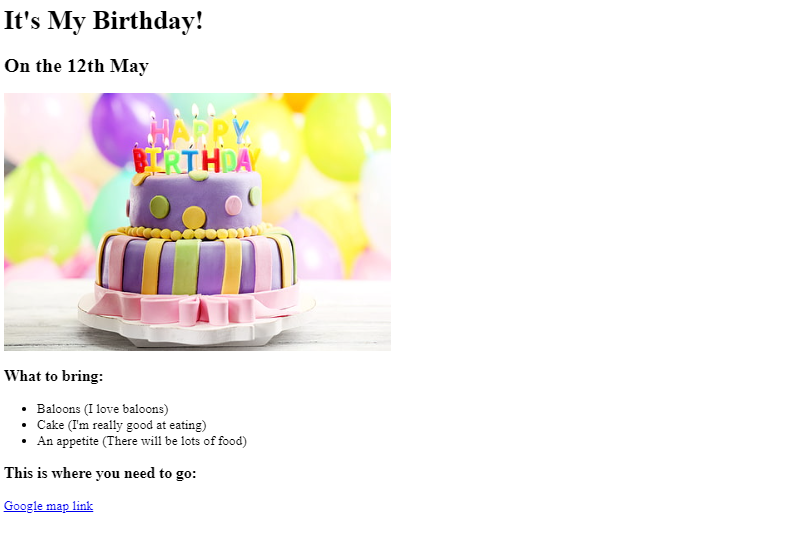 It's My Birthday!
On the 12th May
HAPPY
BIRTHDAY
What to bring:
Baloons (I love baloons)
Cake (I'm really good at eating)
An appetite (There will be lots of food)
This is where you need to go:
Google map link